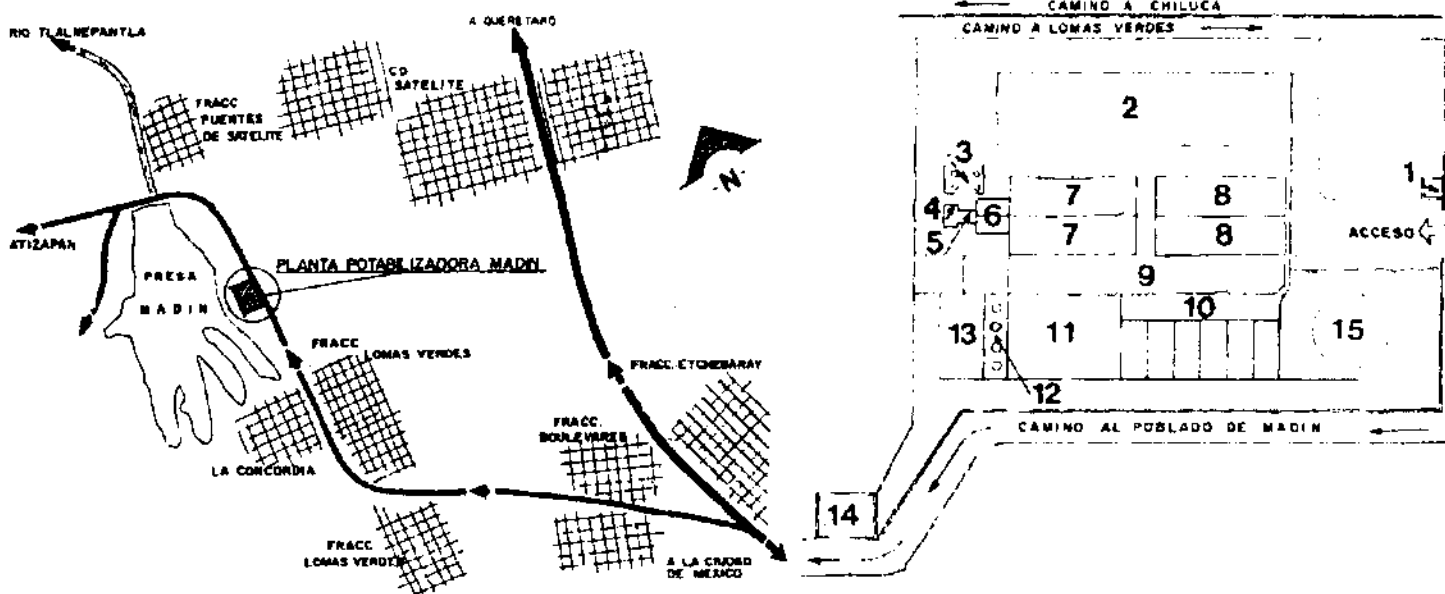 A QUERETARO
RIO TLALNEPANTLA
CD
SATELITE
FRACC
PUENTES
DE SATELITE
-N-
ATIZAPAN
PRESA
MADIN
PLANTA POTABILIZADORA MADIN
FRACC
LOMAS VERDES
FRACC. ETCHEGARAY
FRACC.
BOULEVARES
LA CONCORDIA
FRACC
LOMAS VERDES
A LA CIUDAD
DE MEXICO
CAMINO A CHILUCA
CAMINO A LOMAS VERDES
2
3
1
7
8
4
6
7
8
ACCESO
5
9
10
13
11
15
12
CAMINO AL POBLADO DE MADIN
14